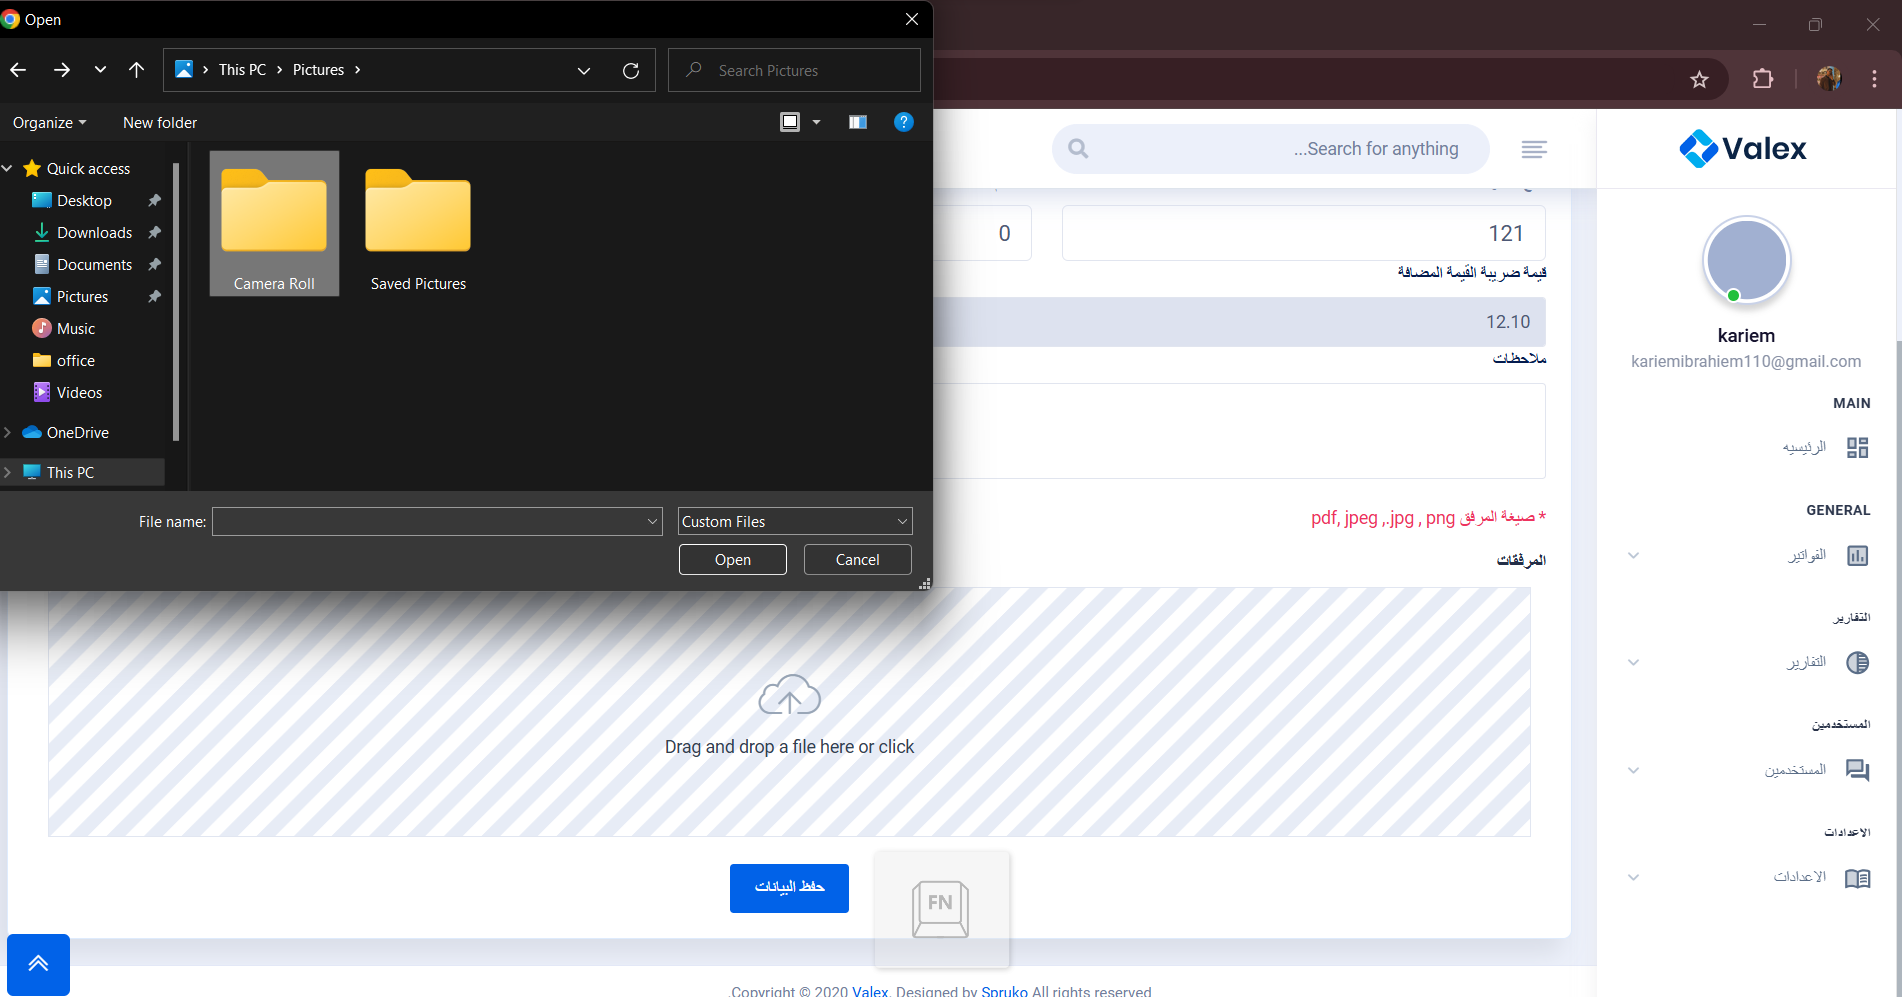 Open
This PC
Pictures
Search Pictures
Organize
New folder
Quick access
Desktop
Downloads
Documents
Pictures
Music
office
Videos
OneDrive
This PC
Camera Roll
Saved Pictures
File name:
Custom Files
Open
Cancel
...Search for anything
Valex
0
121
قيمة ضريبة القيمة المضافة
12.10
ملاحظات
* صيغة المرفق pdf, jpeg ,.jpg , png
المرفقات
Drag and drop a file here or click
حفظ البيانات
FN
.Copyright © 2020 Valex. Designed by Spruko All rights reserved
kariem
kariemibrahiem110@gmail.com
MAIN
الرئيسيه
GENERAL
الفواتير
التقارير
التقارير
المستخدمين
المستخدمين
الاعدادات
الاعدادات